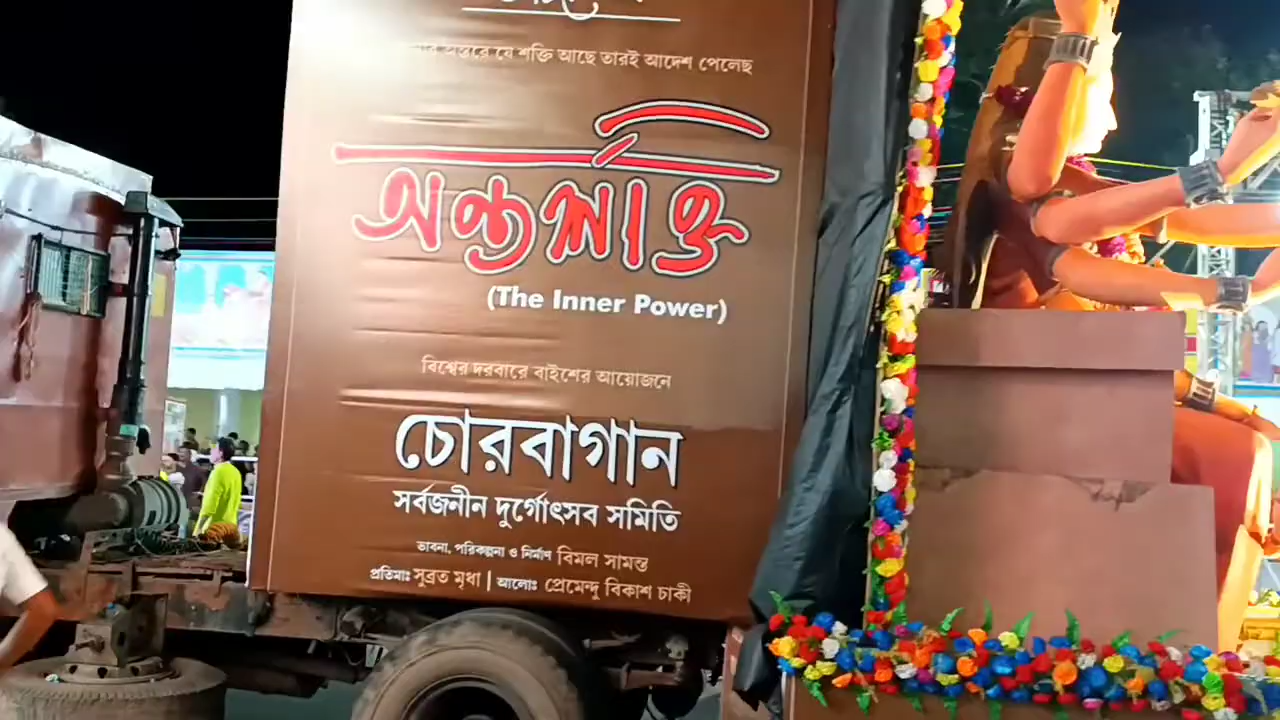 যে শক্তি আছে তারই আদেশ পেলেছ
অন্তর্শক্তি
(The Inner Power)
বিশ্বের দরবারে বাইশের আয়োজনে
চোরবাগান
সর্বজনীন দুর্গোৎসব সমিতি
ভাবনা, পরিকল্পনা ও নির্মাণ বিমল সামন্ত
প্রতিমাঃ সুব্রত মৃধা | আলোঃ প্রেমেন্দু বিকাশ চাকী